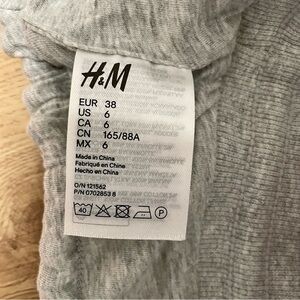 H&M
EUR 38
US 6
CA 6
CN 165/88A
MX 6
Made in China
Fabriqué en Chine
Hecho en China
O/N 121562
P/N 0702853 8
40
P